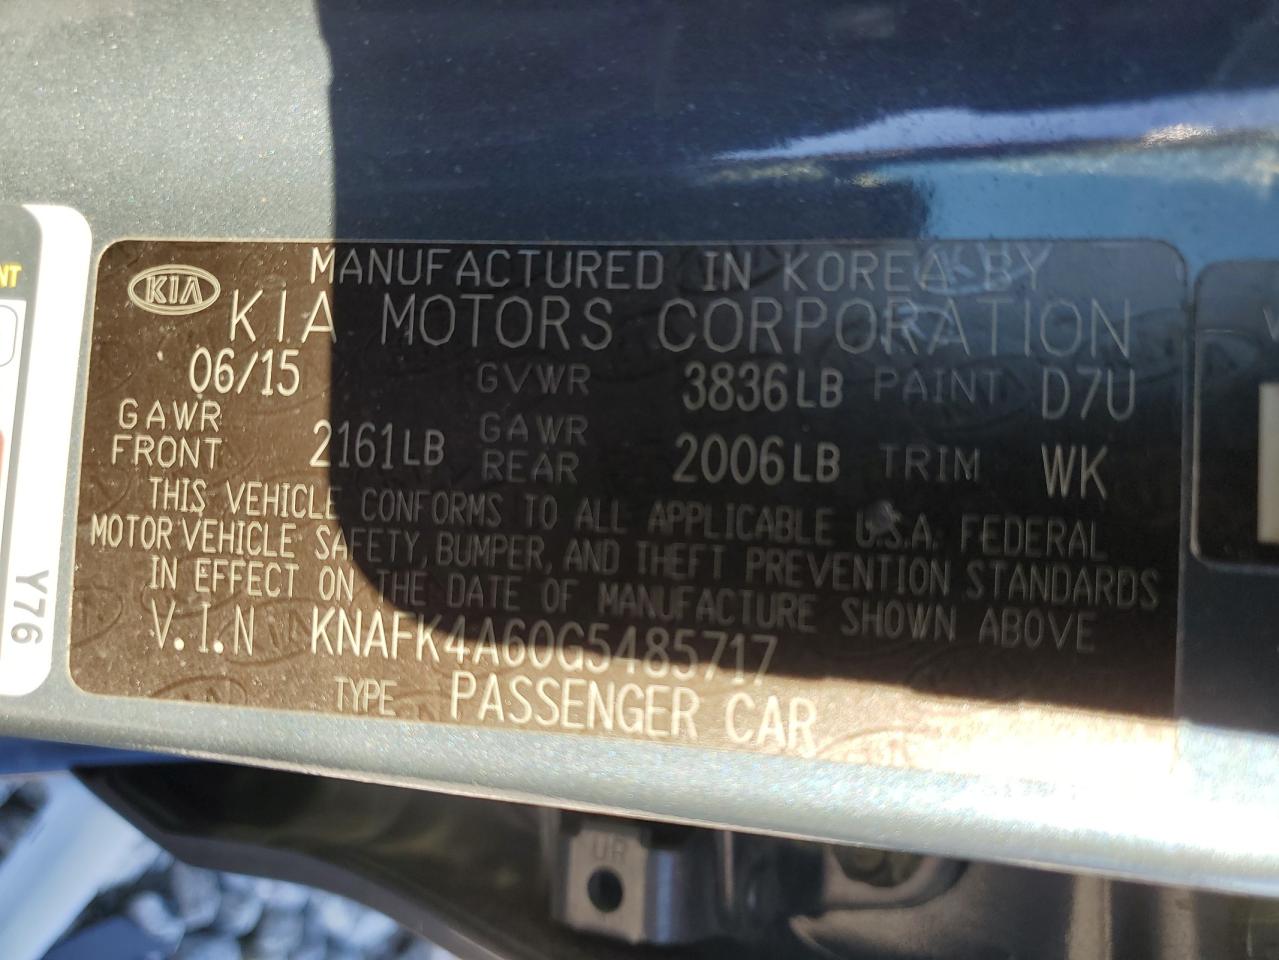 MANUFACTURED IN KOREA BY
KIA
KIA MOTORS CORPORATION
06/15 GVWR 3836LB PAINT D7U
GAWR FRONT 2161LB GAWR REAR 2006LB TRIM WK
THIS VEHICLE CONFORMS TO ALL APPLICABLE U.S.A. FEDERAL
MOTOR VEHICLE SAFETY, BUMPER, AND THEFT PREVENTION STANDARDS
IN EFFECT ON THE DATE OF MANUFACTURE SHOWN ABOVE
V.I.N KNAFK4A60G5485717
TYPE PASSENGER CAR
NT
Y76
UR